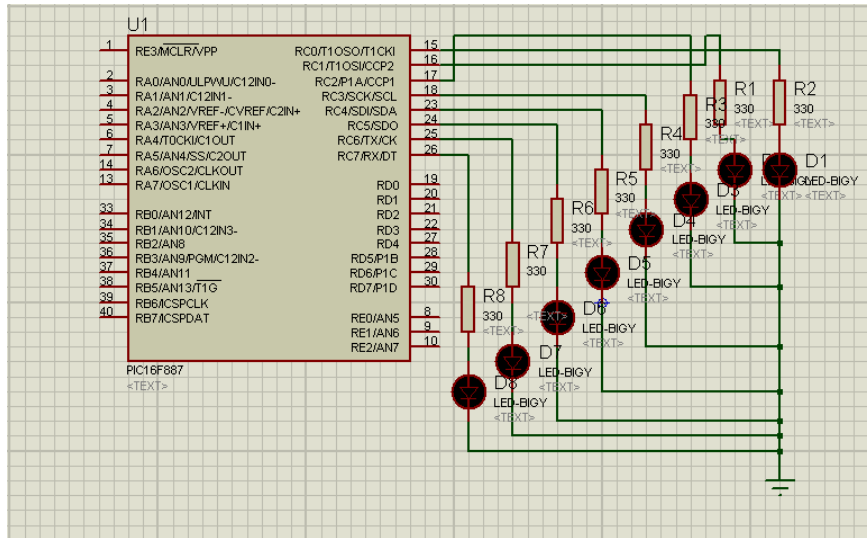 U1
1 RE3/MCLR/VPP
2 RA0/AN0/ULPWU/C12IN0-
3 RA1/AN1/C12IN1-
4 RA2/AN2/VREF-/CVREF/C2IN+
5 RA3/AN3/VREF+/C1IN+
6 RA4/T0CKI/C1OUT
7 RA5/AN4/SS/C2OUT
14 RA6/OSC2/CLKOUT
13 RA7/OSC1/CLKIN
33 RB0/AN12/INT
34 RB1/AN10/C12IN3-
35 RB2/AN8
36 RB3/AN9/PGM/C12IN2-
37 RB4/AN11
38 RB5/AN13/T1G
39 RB6/ICSPCLK
40 RB7/ICSPDAT
RC0/T1OSO/T1CKI 15
RC1/T1OSI/CCP2 16
RC2/P1A/CCP1 17
RC3/SCK/SCL 18
RC4/SDI/SDA 23
RC5/SDO 24
RC6/TX/CK 25
RC7/RX/DT 26
RD0 19
RD1 20
RD2 21
RD3 22
RD4 27
RD5/P1B 28
RD6/P1C 29
RD7/P1D 30
RE0/AN5 8
RE1/AN6 9
RE2/AN7 10
PIC16F887
<TEXT>
R2
330
<TEXT>
R1
330
<TEXT>
R3
330
<TEXT>
R4
330
<TEXT>
R5
330
<TEXT>
R6
330
<TEXT>
R7
330
<TEXT>
R8
330
<TEXT>
D1
LED-BIGY
<TEXT>
LED-BIGY
<TEXT>
D3
LED-BIGY
<TEXT>
D4
LED-BIGY
<TEXT>
D5
LED-BIGY
<TEXT>
D6
LED-BIGY
<TEXT>
D7
LED-BIGY
<TEXT>
D8
LED-BIGY
<TEXT>